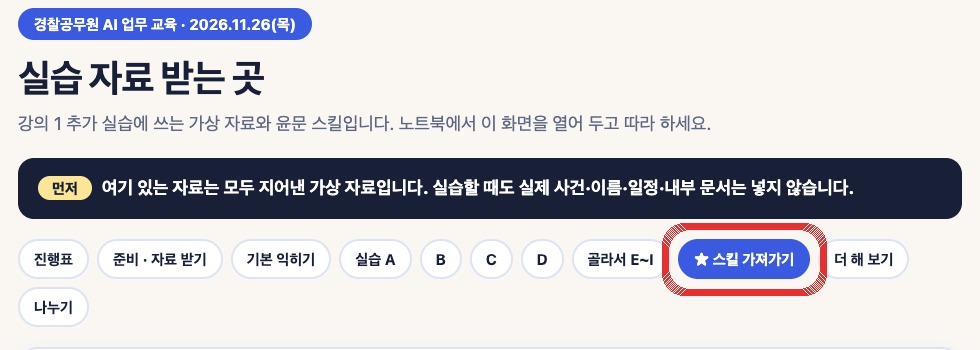 경찰공무원 AI 업무 교육 · 2026.11.26(목)
실습 자료 받는 곳
강의 1 추가 실습에 쓰는 가상 자료와 윤문 스킬입니다. 노트북에서 이 화면을 열어 두고 따라 하세요.
먼저 여기 있는 자료는 모두 지어낸 가상 자료입니다. 실습할 때도 실제 사건·이름·일정·내부 문서는 넣지 않습니다.
진행표 준비 · 자료 받기 기본 익히기 실습 A B C D 골라서 E~I ★ 스킬 가져가기 더 해 보기
나누기